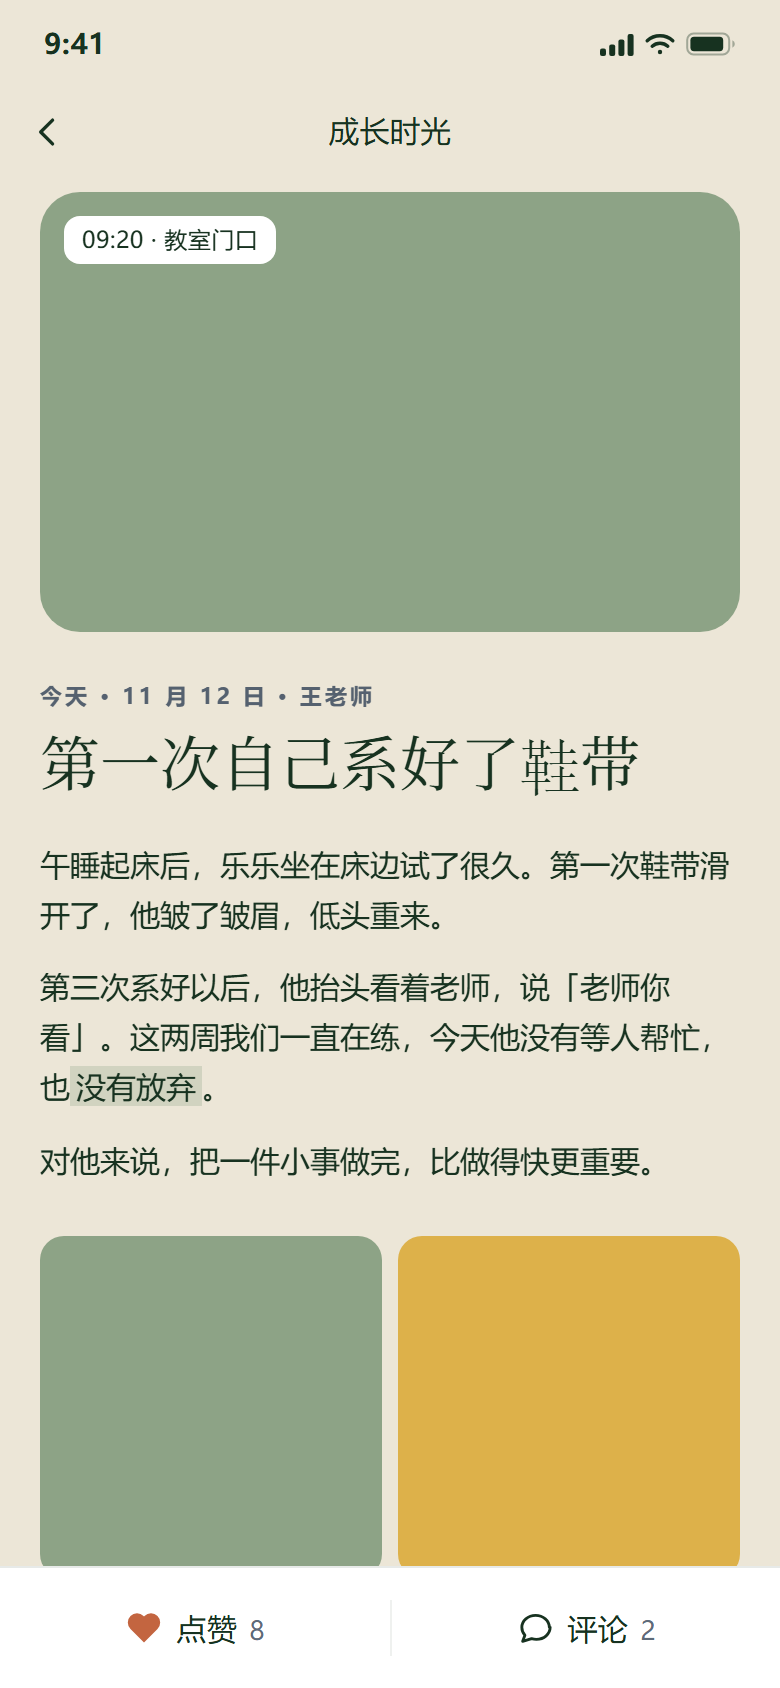 9:41
成长时光
09:20 · 教室门口
今天 · 11 月 12 日 · 王老师
第一次自己系好了鞋带
午睡起床后，乐乐坐在床边试了很久。第一次鞋带滑
开了，他皱了皱眉，低头重来。
第三次系好以后，他抬头看着老师，说「老师你
看」。这两周我们一直在练，今天他没有等人帮忙，
也没有放弃。
对他来说，把一件小事做完，比做得快更重要。
点赞 8
评论 2